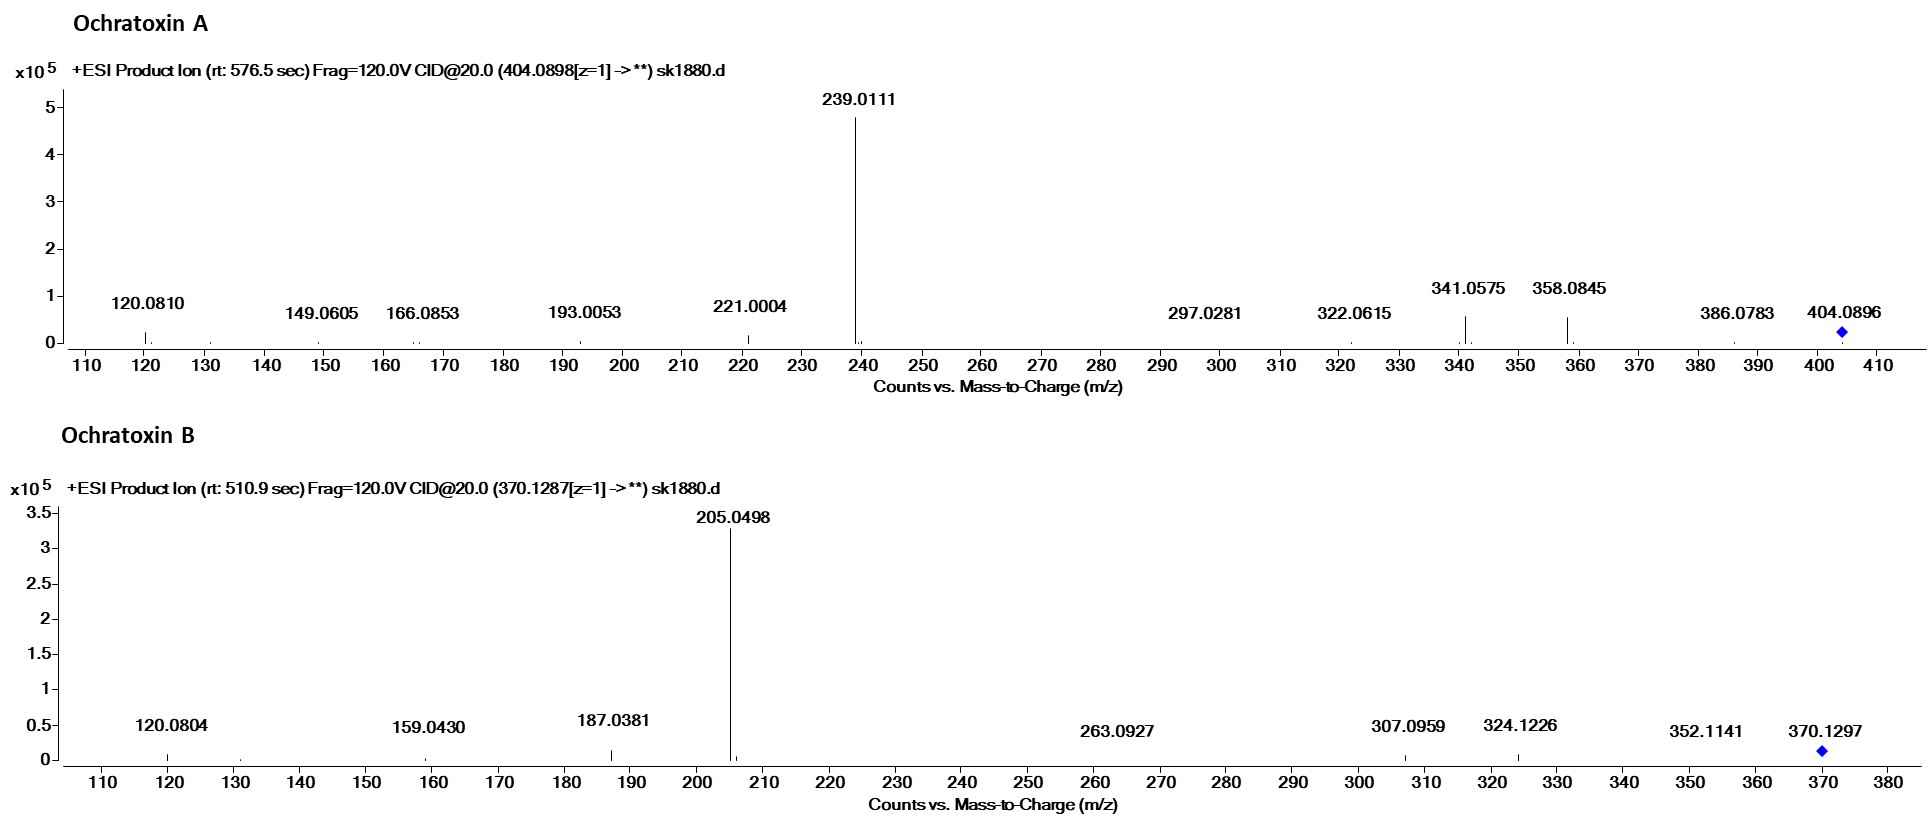 Ochratoxin A
x10 5 +ESI Product Ion (rt: 576.5 sec) Frag=120.0V CID@20.0 (404.0898[z=1] -> **) sk1880.d
5
239.0111
4
3
2
1
120.0810 149.0605 166.0853 193.0053 221.0004 297.0281 322.0615 341.0575 358.0845 386.0783 404.0896
0
110 120 130 140 150 160 170 180 190 200 210 220 230 240 250 260 270 280 290 300 310 320 330 340 350 360 370 380 390 400 410
Counts vs. Mass-to-Charge (m/z)
Ochratoxin B
x10 5 +ESI Product Ion (rt: 510.9 sec) Frag=120.0V CID@20.0 (370.1287[z=1] -> **) sk1880.d
3.5
205.0498
3
2.5
2
1.5
1
0.5
120.0804 159.0430 187.0381 263.0927 307.0959 324.1226 352.1141 370.1297
0
110 120 130 140 150 160 170 180 190 200 210 220 230 240 250 260 270 280 290 300 310 320 330 340 350 360 370 380
Counts vs. Mass-to-Charge (m/z)